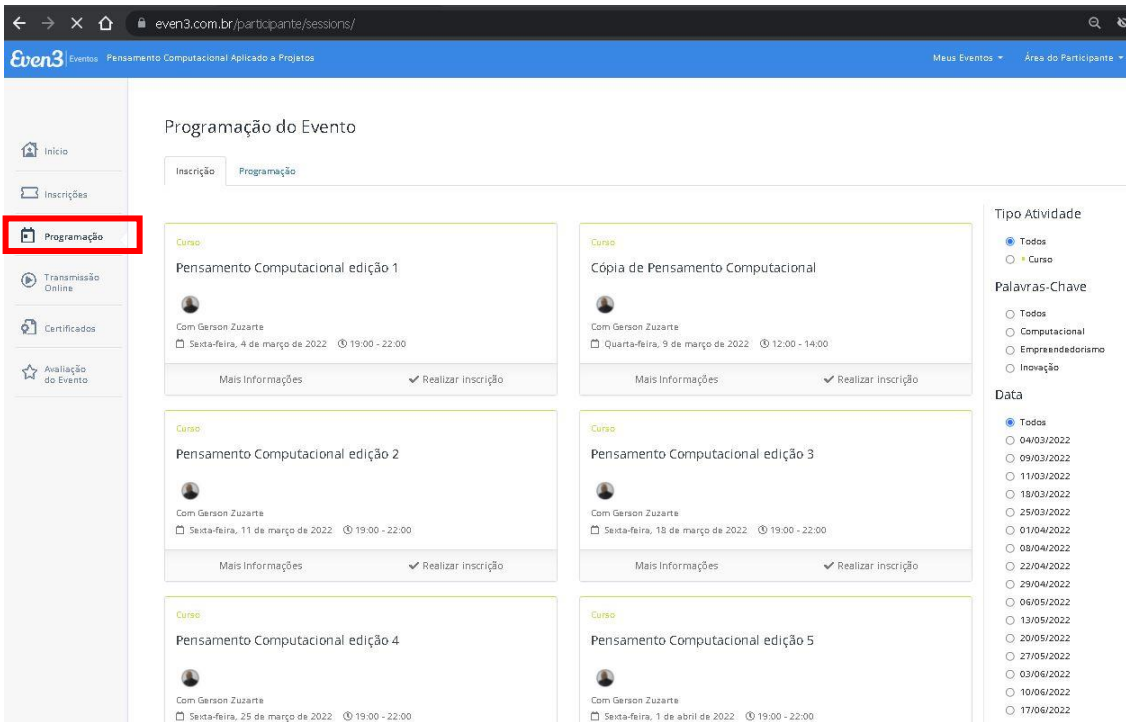 even3.com.br/participante/sessions/
Even3 Eventos Pensamento Computacional Aplicado a Projetos
Meus Eventos
Área do Participante
Início
Inscrições
Programação
Transmissão
Online
Certificados
Avaliação
do Evento
Programação do Evento
Inscrição
Programação
Curso
Pensamento Computacional edição 1
Com Gerson Zuzarte
Sexta-feira, 4 de março de 2022 19:00 - 22:00
Mais Informações
Realizar inscrição
Curso
Cópia de Pensamento Computacional
Com Gerson Zuzarte
Quarta-feira, 9 de março de 2022 12:00 - 14:00
Mais Informações
Realizar inscrição
Curso
Pensamento Computacional edição 2
Com Gerson Zuzarte
Sexta-feira, 11 de março de 2022 19:00 - 22:00
Mais Informações
Realizar inscrição
Curso
Pensamento Computacional edição 3
Com Gerson Zuzarte
Sexta-feira, 18 de março de 2022 19:00 - 22:00
Mais Informações
Realizar inscrição
Curso
Pensamento Computacional edição 4
Com Gerson Zuzarte
Sexta-feira, 25 de março de 2022 19:00 - 22:00
Curso
Pensamento Computacional edição 5
Com Gerson Zuzarte
Sexta-feira, 1 de abril de 2022 19:00 - 22:00
Tipo Atividade
Todos
Curso
Palavras-Chave
Todos
Computacional
Empreendedorismo
Inovação
Data
Todos
04/03/2022
09/03/2022
11/03/2022
18/03/2022
25/03/2022
01/04/2022
08/04/2022
22/04/2022
29/04/2022
06/05/2022
13/05/2022
20/05/2022
27/05/2022
03/06/2022
10/06/2022
17/06/2022